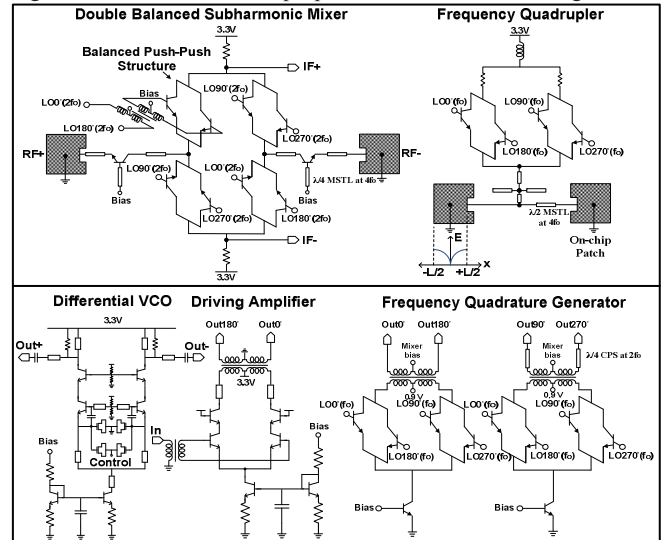 Double Balanced Subharmonic Mixer
3.3V
Balanced Push-Push
Structure
IF+
Bias
LO0°(2fo)
LO90°(2fo)
LO180°(2fo)
LO270°(2fo)
RF+
RF-
LO90°(2fo)
LO0°(2fo)
λ/4 MSTL at 4fo
Bias
Bias
LO270°(2fo)
LO180°(2fo)
IF-
3.3V
Frequency Quadrupler
3.3V
LO0°(fo)
LO90°(fo)
LO180°(fo)
LO270°(fo)
λ/2 MSTL
at 4fo
E
On-chip
Patch
x
-L/2
+L/2
Differential VCO
3.3V
Out+
Out-
Control
Bias
Driving Amplifier
Out180°
Out0°
3.3V
In
Bias
Frequency Quadrature Generator
Out0°
Out180°
Out90°
Out270°
Mixer
bias
Mixer
bias
λ/4 CPS at 2fo
0.9 V
0.9 V
LO0°(fo)
LO90°(fo)
LO0°(fo)
LO90°(fo)
LO180°(fo)
LO270°(fo)
LO180°(fo)
LO270°(fo)
Bias
Bias